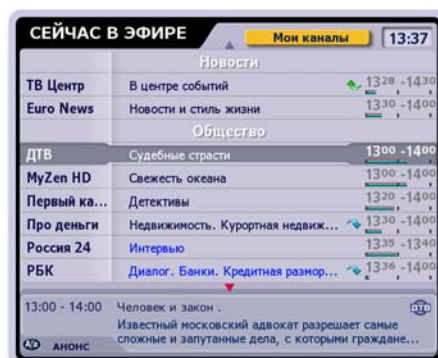 СЕЙЧАС В ЭФИРЕ Мои каналы 13:37
Новости
ТВ Центр В центре событий 13 28 - 14 30
Euro News Новости и стиль жизни 13 30 - 14 00
Общество
ДТВ Судебные страсти 13 00 - 14 00
MyZen HD Свежесть океана 13 00 - 14 00
Первый ка... Детективы 13 20 - 14 00
Про деньги Недвижимость. Курортная недвиж... 13 30 - 14 00
Россия 24 Интервью 13 35 - 13 40
РБК Диалог. Банки. Кредитная размор... 13 36 - 14 00
13:00 - 14:00 Человек и закон .
Известный московский адвокат разрешает самые
сложные и запутанные дела, с которыми граждане...
АНОНС